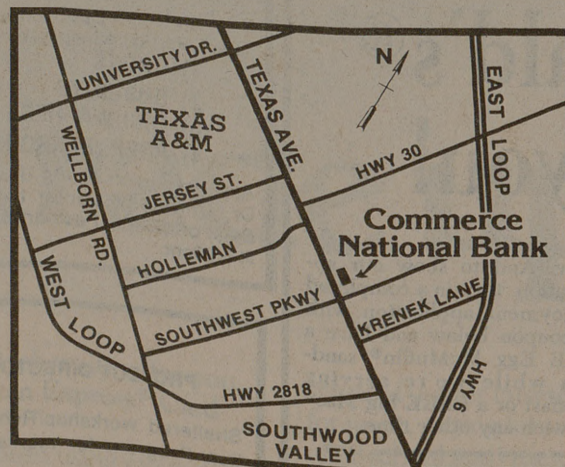 UNIVERSITY DR.
TEXAS AVE.
N
EAST LOOP
TEXAS
A&M
WELLBORN RD.
HWY 30
JERSEY ST.
Commerce
National Bank
HOLLEMAN
WEST LOOP
SOUTHWEST PKWY
KRENEK LANE
HWY 2818
HWY 6
SOUTHWOOD
VALLEY